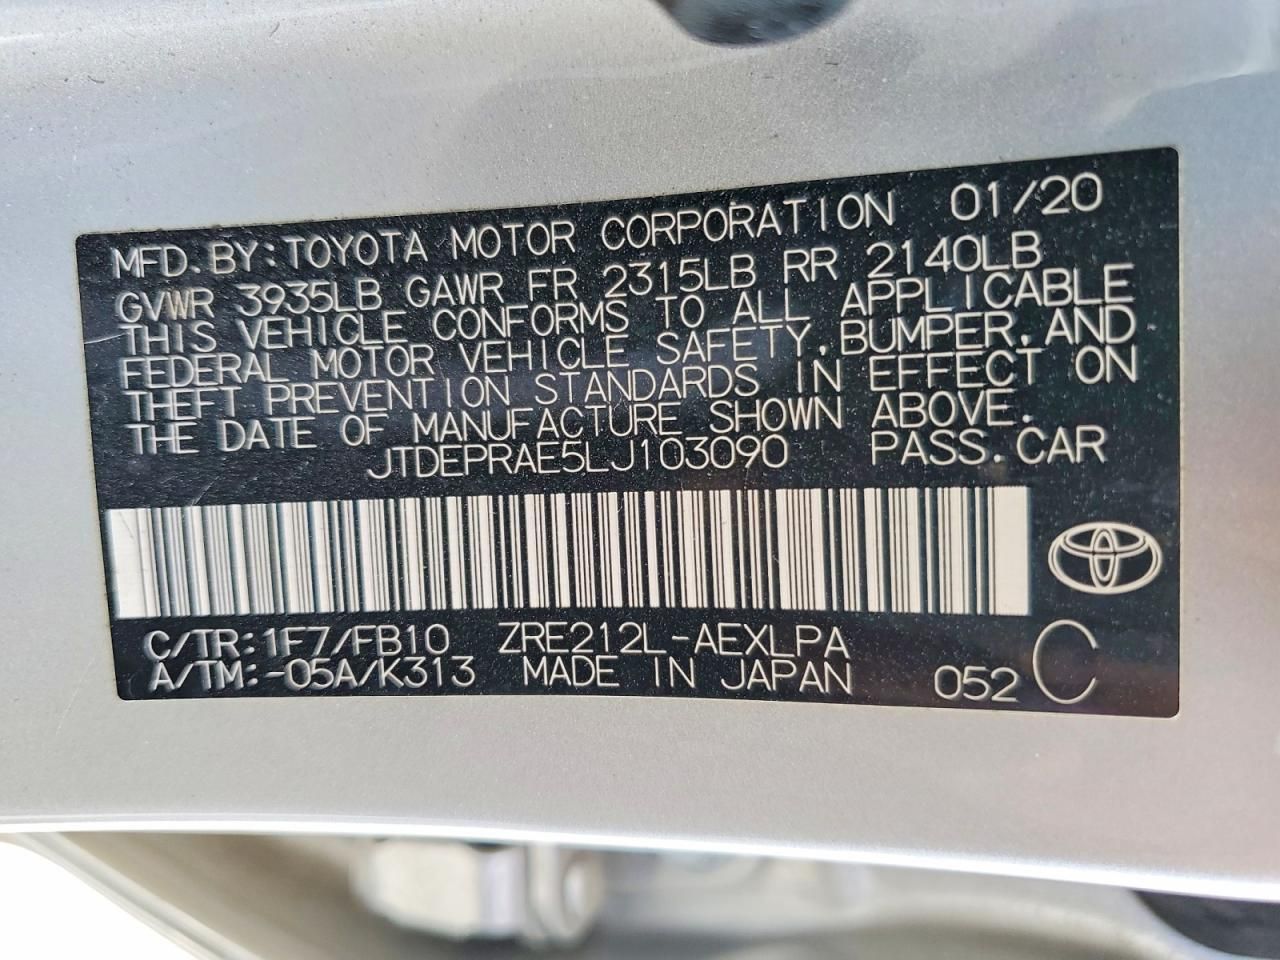 MFD.BY:TOYOTA MOTOR CORPORATION 01/20
GVWR 3935LB GAWR FR 2315LB RR 2140LB
THIS VEHICLE CONFORMS TO ALL APPLICABLE
FEDERAL MOTOR VEHICLE SAFETY,BUMPER,AND
THEFT PREVENTION STANDARDS IN EFFECT ON
THE DATE OF MANUFACTURE SHOWN ABOVE.
JTDEPRAE5LJ103090 PASS.CAR
C/TR:1F7/FB10 ZRE212L-AEXLPA
A/TM:-05A/K313 MADE IN JAPAN 052 C